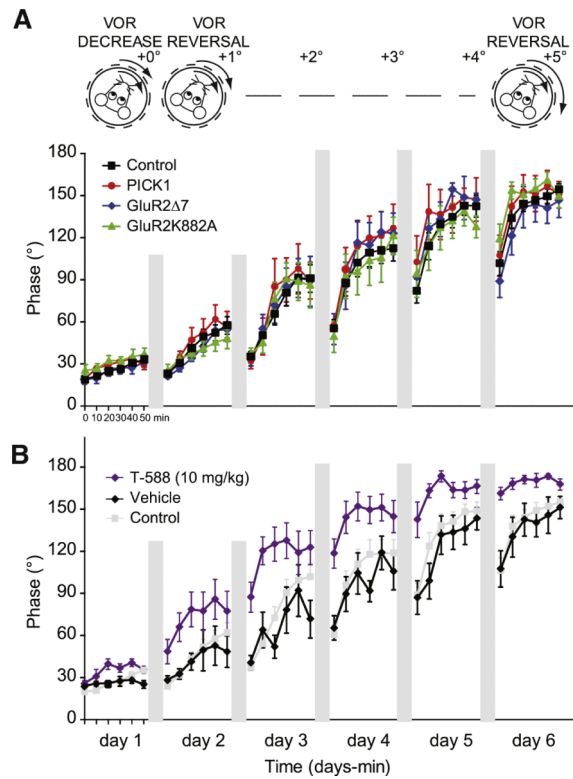 A
VOR
DECREASE
+0°
VOR
REVERSAL
+1°
+2°
+3°
+4°
VOR
REVERSAL
+5°
180
150
120
90
60
30
0
Phase (°)
Control
PICK1
GluR2Δ7
GluR2K882A
0 10 20 30 40 50 min
B
180
150
120
90
60
30
0
Phase (°)
T-588 (10 mg/kg)
Vehicle
Control
day 1 day 2 day 3 day 4 day 5 day 6
Time (days-min)